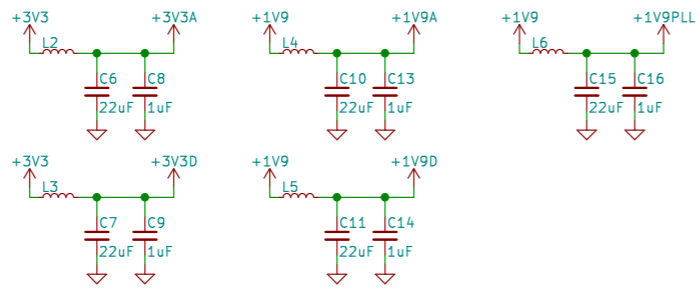 +3V3 +3V3A +1V9 +1V9A +1V9 +1V9PLL
L2 L4 L6
C6 C8 C10 C13 C15 C16
22uF 1uF 22uF 1uF 22uF 1uF
+3V3 +3V3D +1V9 +1V9D
L3 L5
C7 C9 C11 C14
22uF 1uF 22uF 1uF